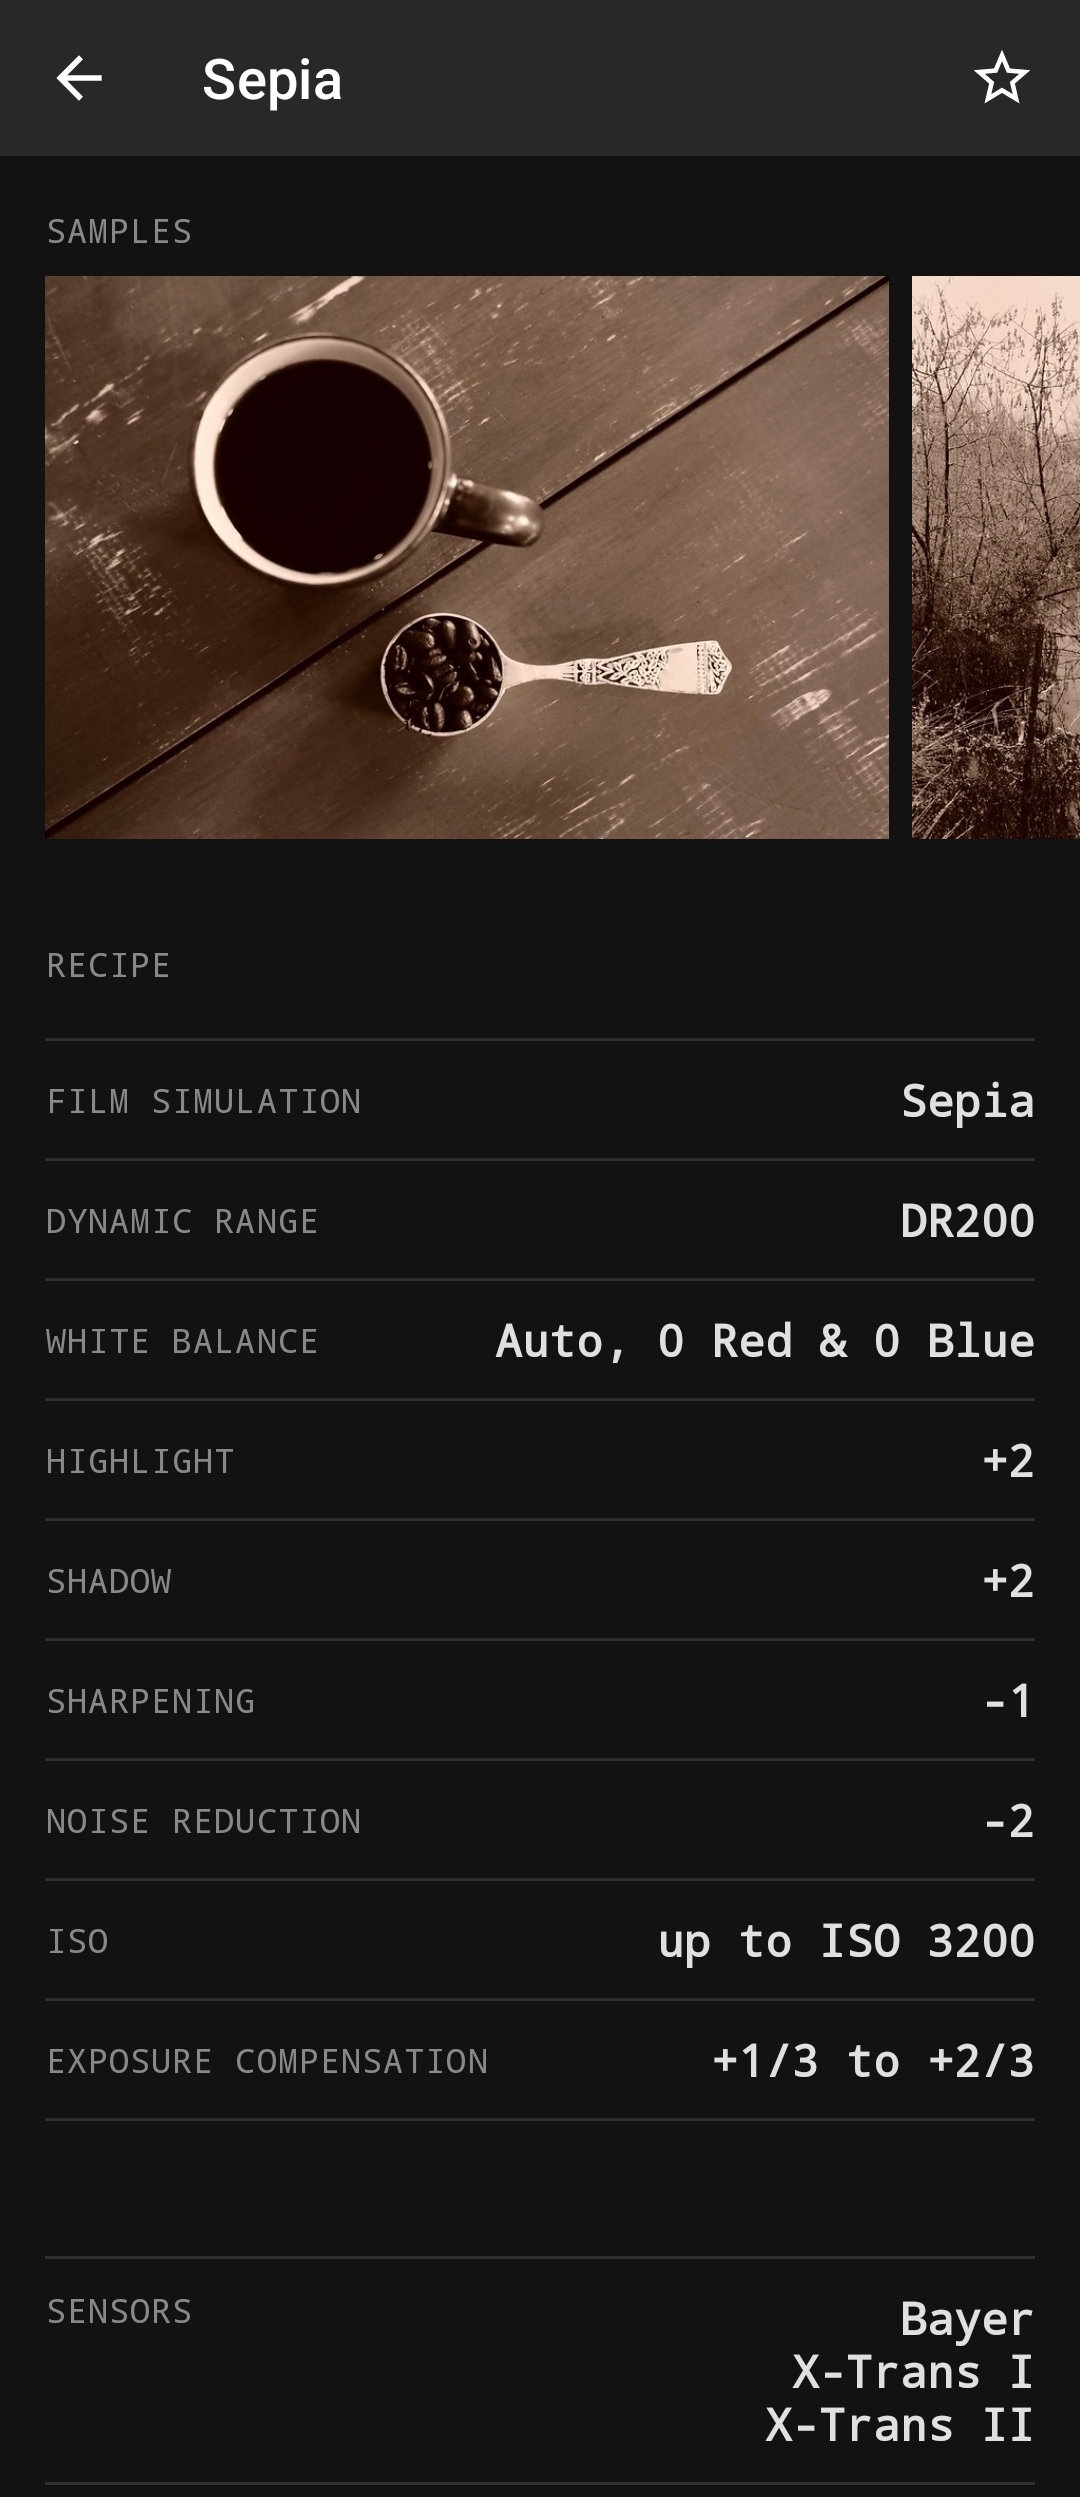 Sepia
SAMPLES
RECIPE
FILM SIMULATION Sepia
DYNAMIC RANGE DR200
WHITE BALANCE Auto, 0 Red & 0 Blue
HIGHLIGHT +2
SHADOW +2
SHARPENING -1
NOISE REDUCTION -2
ISO up to ISO 3200
EXPOSURE COMPENSATION +1/3 to +2/3
SENSORS Bayer
X-Trans I
X-Trans II